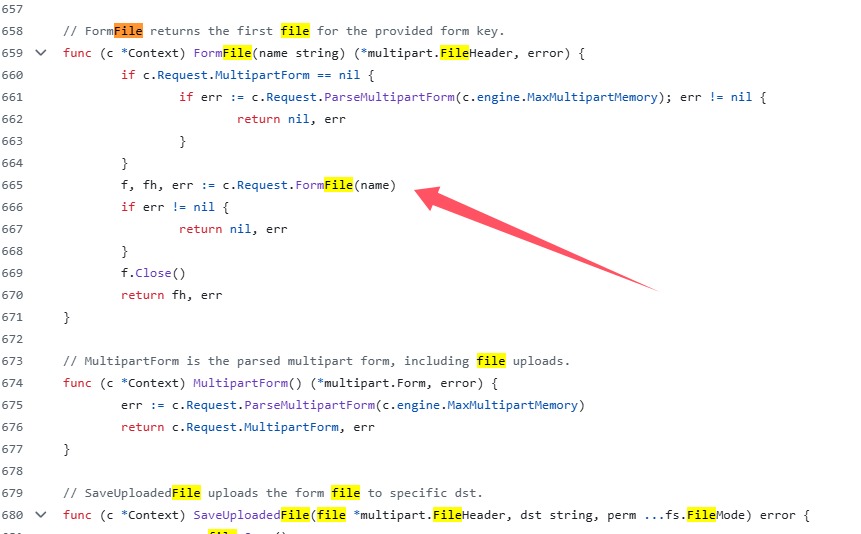 657
658 // FormFile returns the first file for the provided form key.
659 func (c *Context) FormFile(name string) (*multipart.FileHeader, error) {
660 if c.Request.MultipartForm == nil {
661 if err := c.Request.ParseMultipartForm(c.engine.MaxMultipartMemory); err != nil {
662 return nil, err
663 }
664 }
665 f, fh, err := c.Request.FormFile(name)
666 if err != nil {
667 return nil, err
668 }
669 f.Close()
670 return fh, err
671 }
672
673 // MultipartForm is the parsed multipart form, including file uploads.
674 func (c *Context) MultipartForm() (*multipart.Form, error) {
675 err := c.Request.ParseMultipartForm(c.engine.MaxMultipartMemory)
676 return c.Request.MultipartForm, err
677 }
678
679 // SaveUploadedFile uploads the form file to specific dst.
680 func (c *Context) SaveUploadedFile(file *multipart.FileHeader, dst string, perm ...fs.FileMode) error {